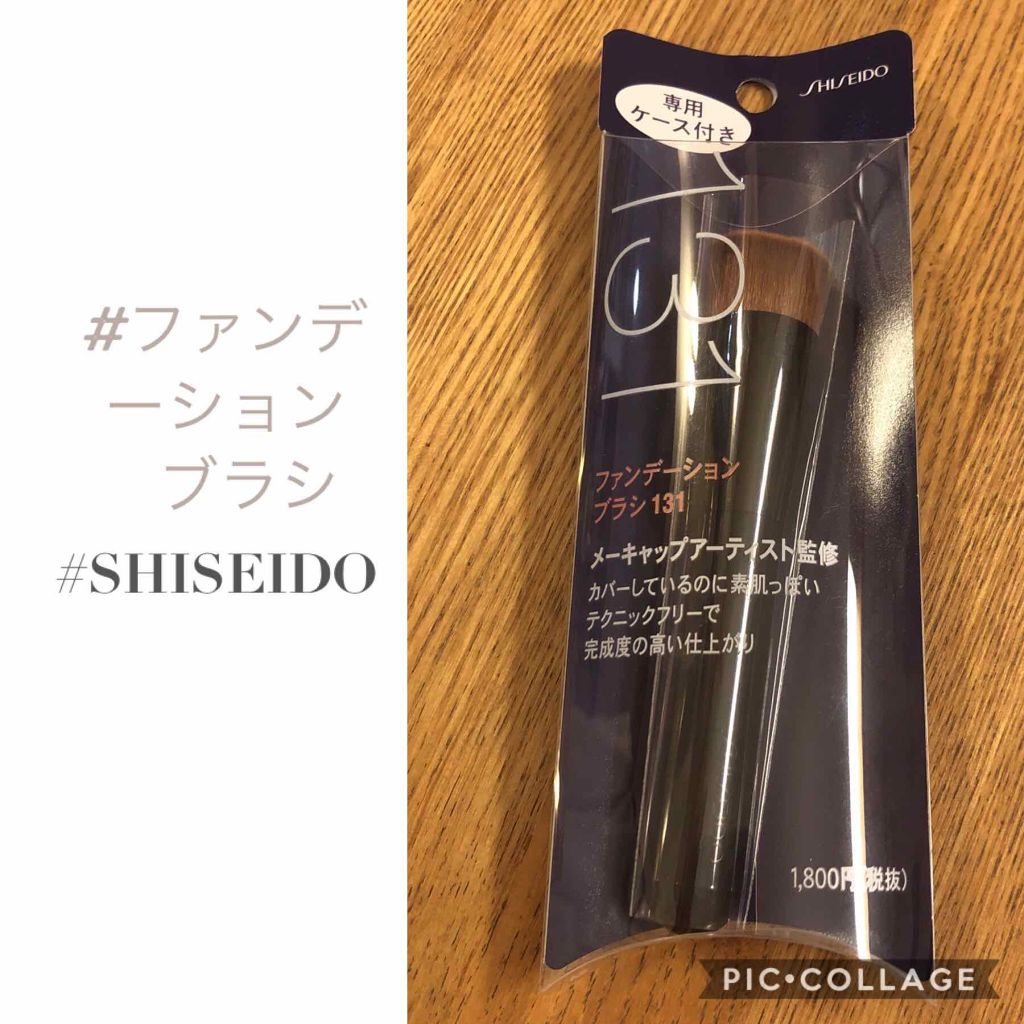 #ファンデ
ーション
ブラシ
#SHISEIDO
SHISEIDO
専用
ケース付き
131
ファンデーション
ブラシ 131
メーキャップアーティスト監修
カバーしているのに素肌っぽい
テクニックフリーで
完成度の高い仕上がり
1,800円(税抜)
PIC•COLLAGE